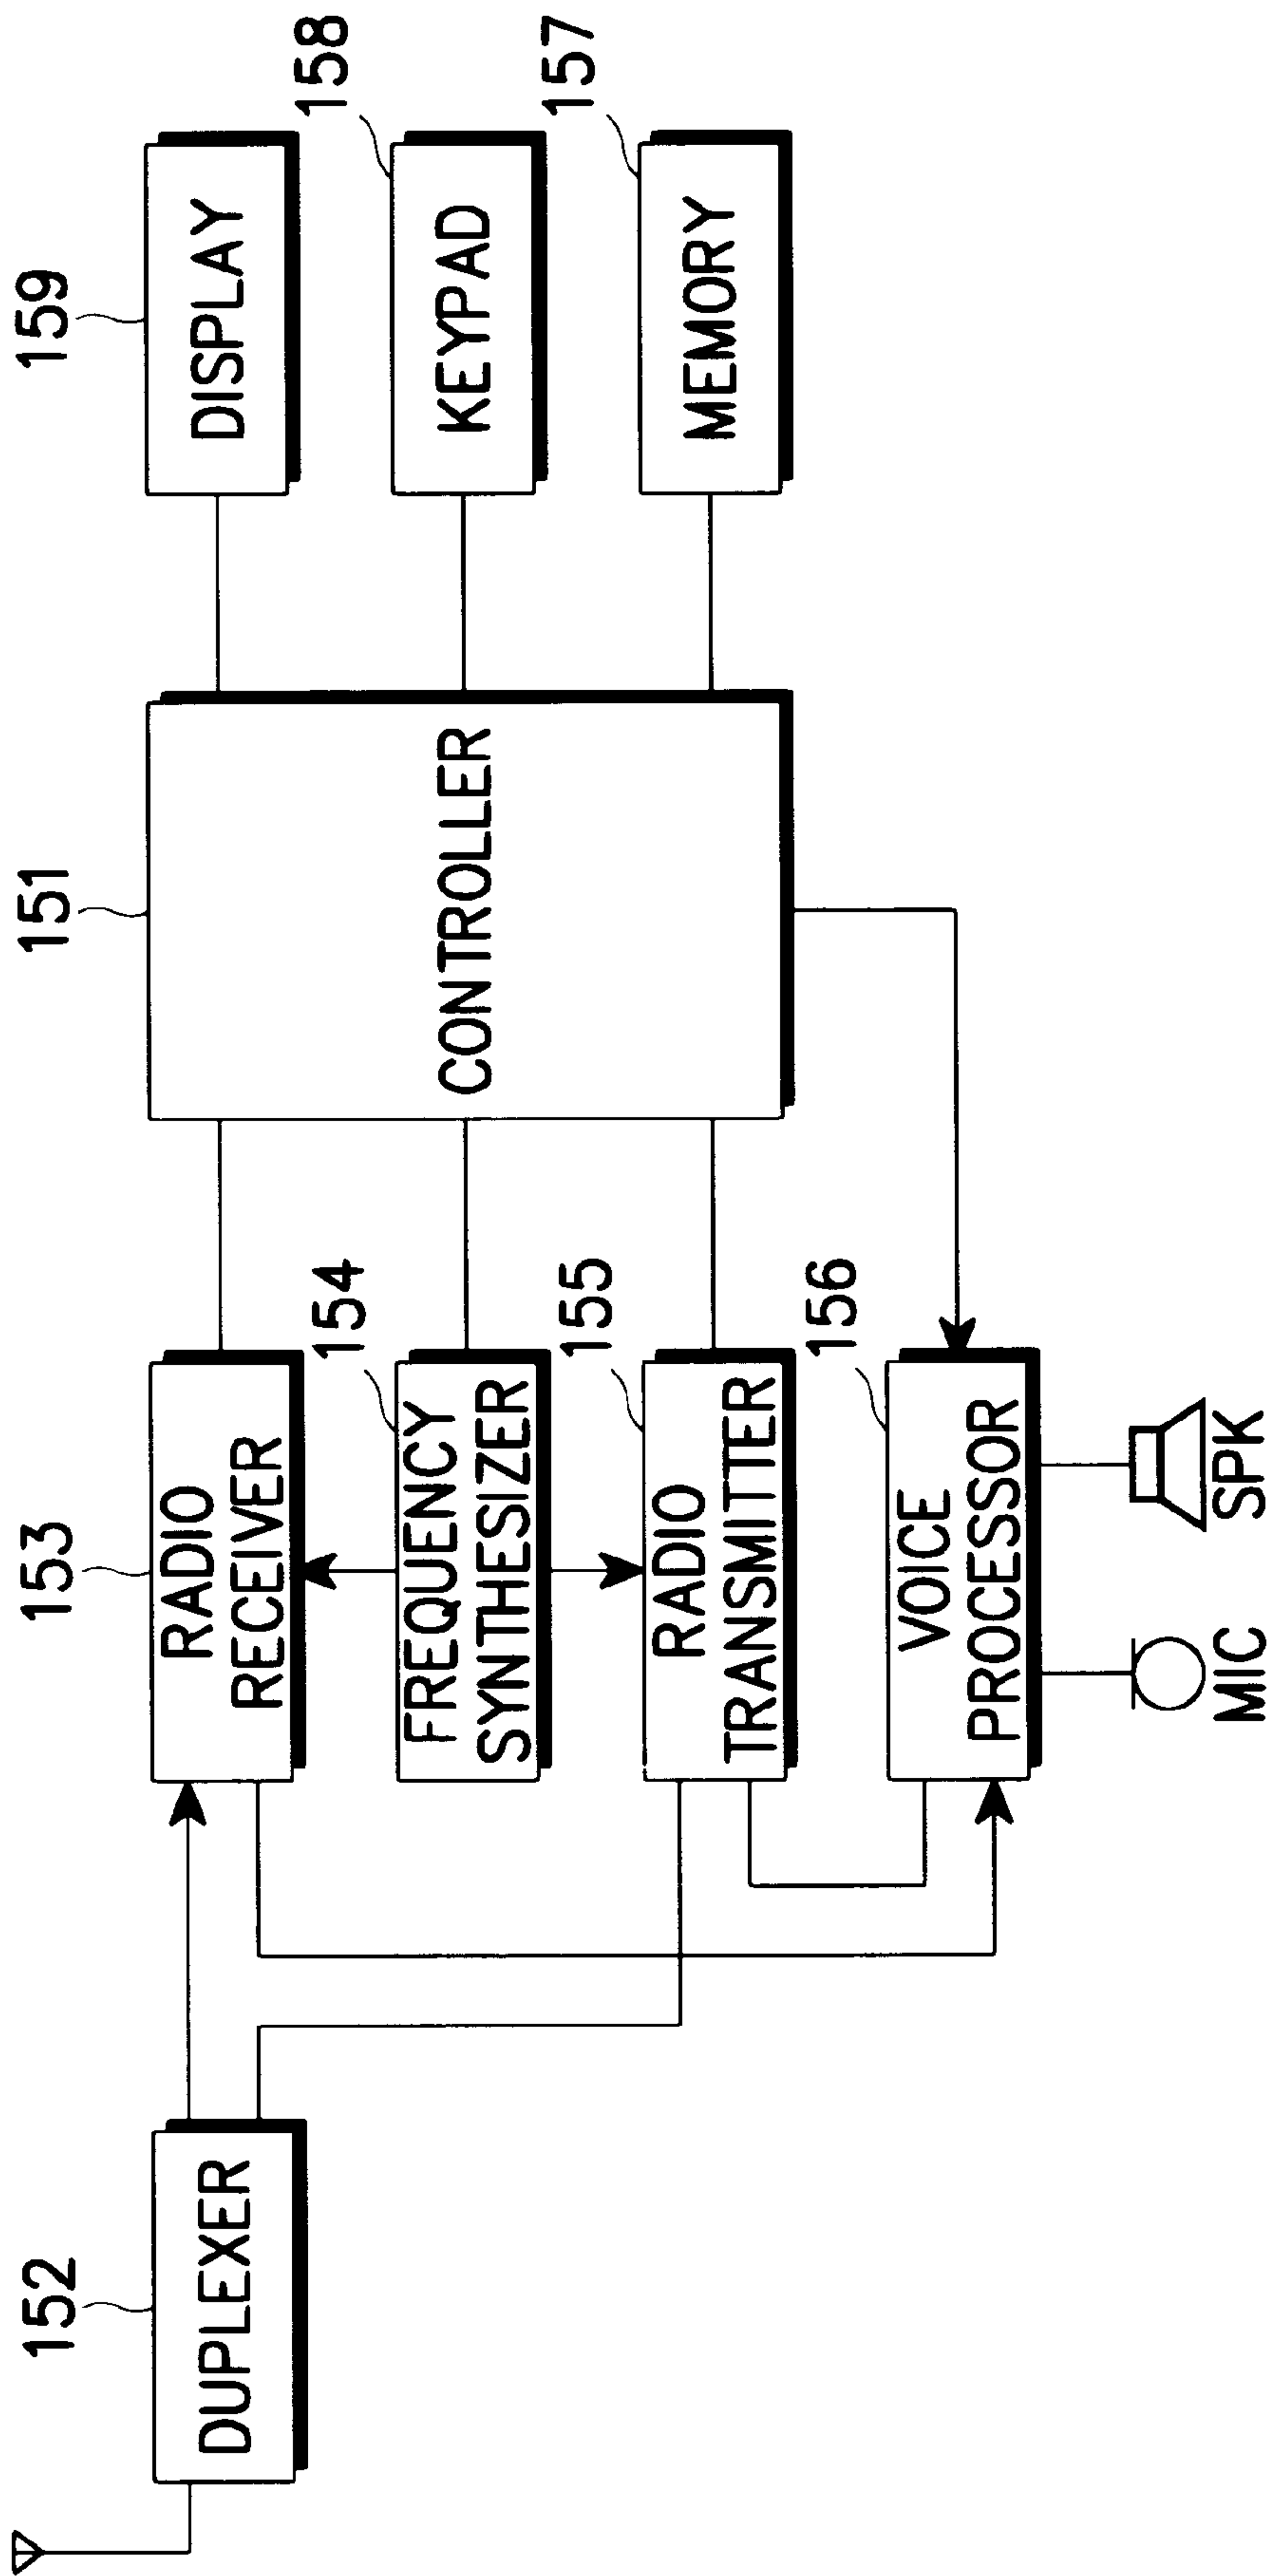 152
DUPLEXER
153
RADIO
RECEIVER
154
FREQUENCY
SYNTHESIZER
155
RADIO
TRANSMITTER
156
VOICE
PROCESSOR
MIC
SPK
151
CONTROLLER
159
DISPLAY
158
KEYPAD
157
MEMORY